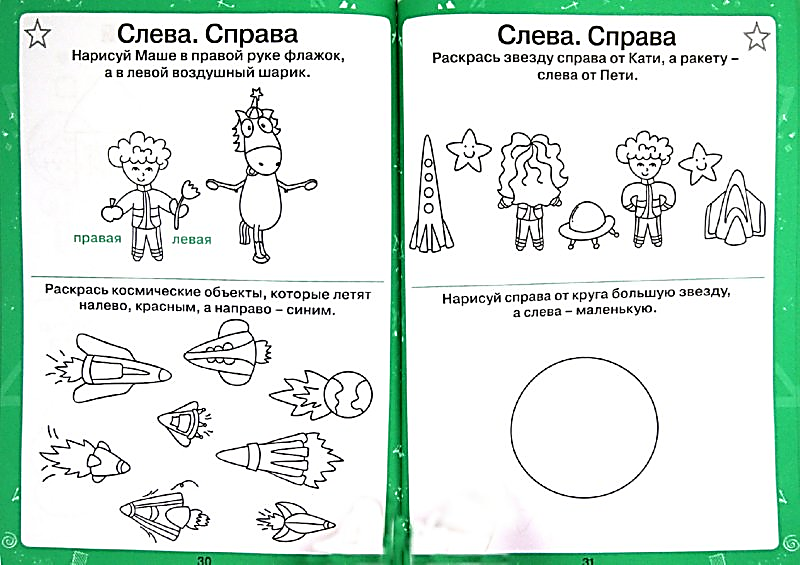 Слева. Справа
Нарисуй Маше в правой руке флажок,
а в левой воздушный шарик.
правая
левая
Раскрась космические объекты, которые летят
налево, красным, а направо – синим.
30
Слева. Справа
Раскрась звезду справа от Кати, а ракету –
слева от Пети.
Нарисуй справа от круга большую звезду,
а слева – маленькую.
31